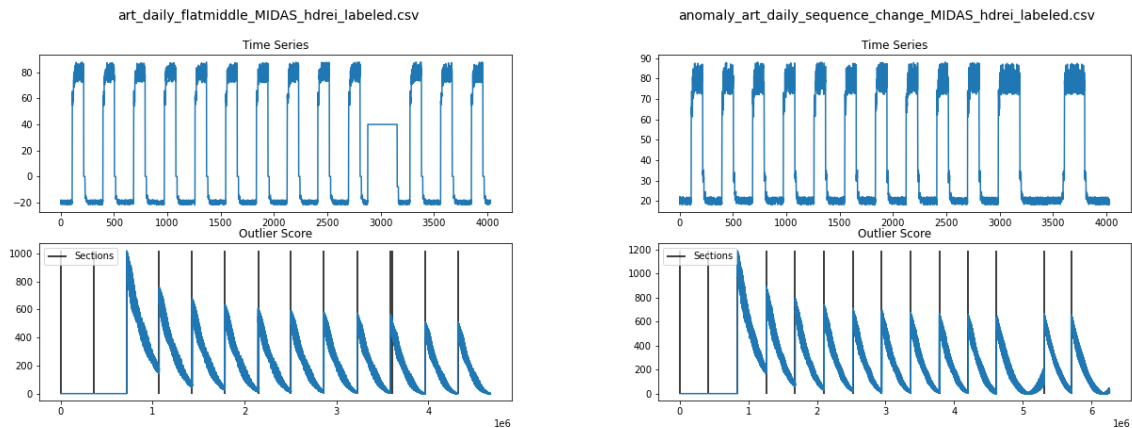 art_daily_flatmiddle_MIDAS_hdrei_labeled.csv
Time Series
80
60
40
20
0
−20
0 500 1000 1500 2000 2500 3000 3500 4000
Outlier Score
1000
800
600
400
200
0
Sections
0 1 2 3 4
1e6
anomaly_art_daily_sequence_change_MIDAS_hdrei_labeled.csv
Time Series
90
80
70
60
50
40
30
20
0 500 1000 1500 2000 2500 3000 3500 4000
Outlier Score
1200
1000
800
600
400
200
0
Sections
0 1 2 3 4 5 6
1e6